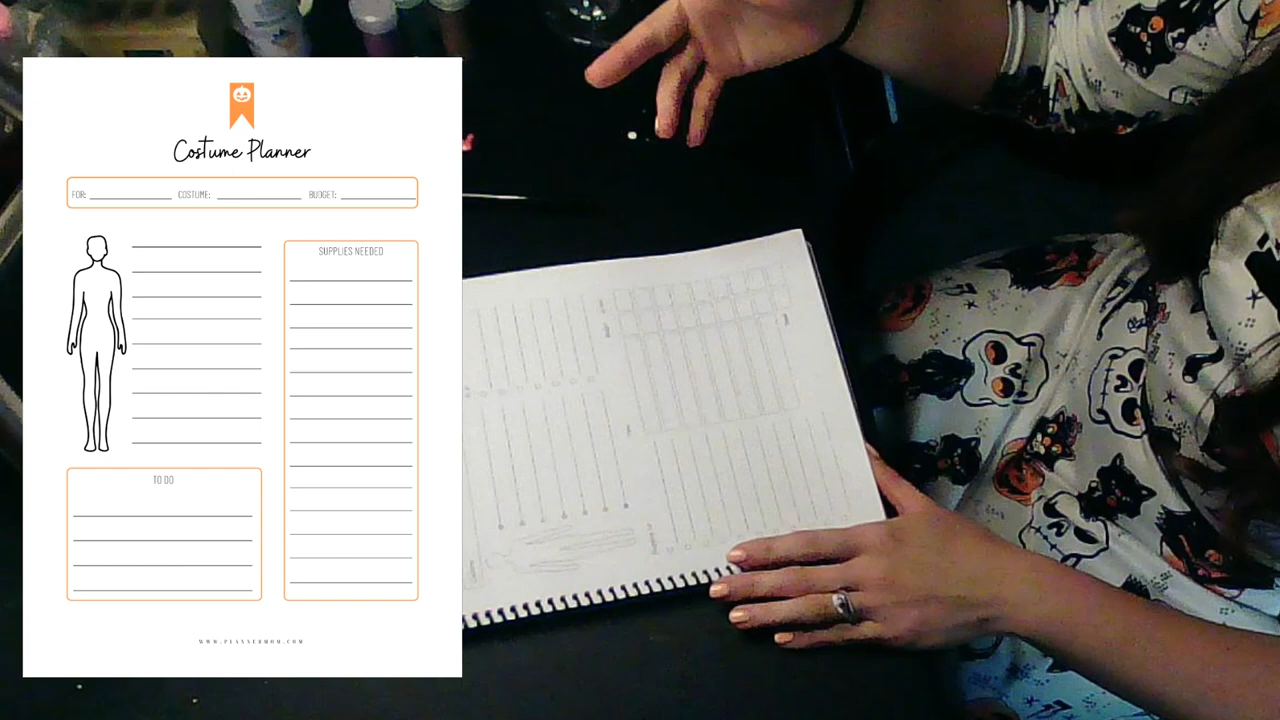 Costume Planner
FOR: COSTUME: BUDGET:
SUPPLIES NEEDED
TO DO
WWW.PLANNERMOM.COM